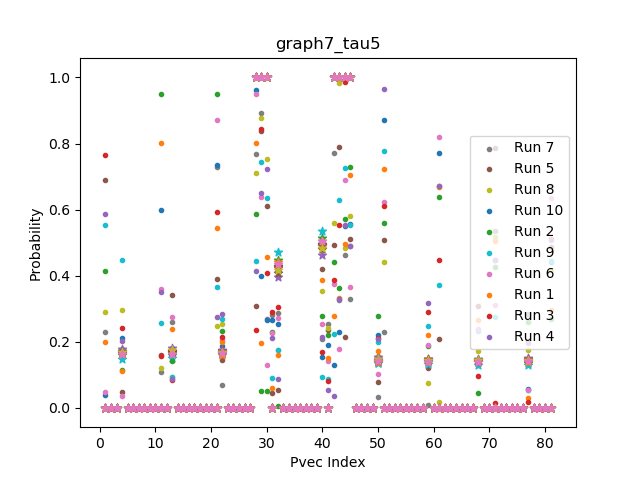 graph7_tau5
1.0
0.8
0.6
0.4
0.2
0.0
Probability
0 10 20 30 40 50 60 70 80
Pvec Index
Run 7
Run 5
Run 8
Run 10
Run 2
Run 9
Run 6
Run 1
Run 3
Run 4